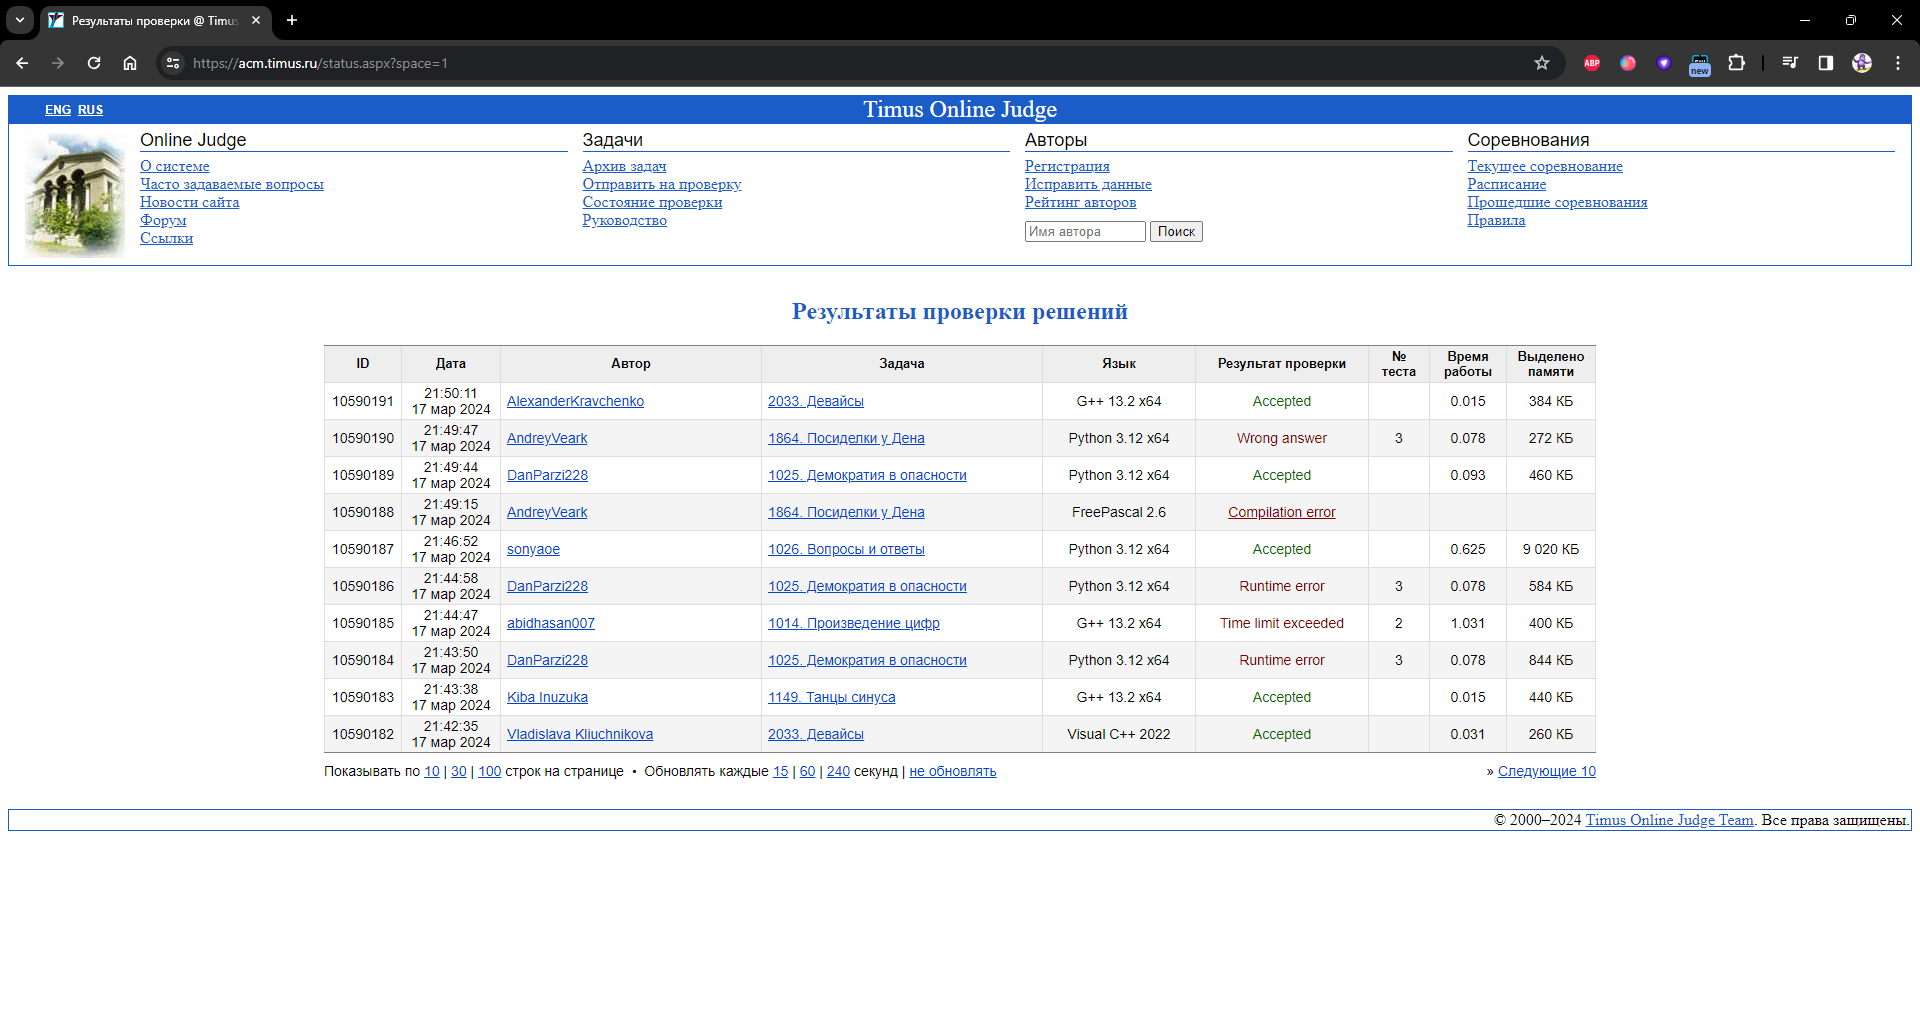 Результаты проверки @ Timus
https://acm.timus.ru/status.aspx?space=1
ABP
new
ENG RUS
Timus Online Judge
Online Judge
О системе
Часто задаваемые вопросы
Новости сайта
Форум
Ссылки
Задачи
Архив задач
Отправить на проверку
Состояние проверки
Руководство
Авторы
Регистрация
Исправить данные
Рейтинг авторов
Имя автора Поиск
Соревнования
Текущее соревнование
Расписание
Прошедшие соревнования
Правила
Результаты проверки решений
ID Дата Автор Задача Язык Результат проверки № теста Время работы Выделено памяти
10590191 21:50:11 17 мар 2024 AlexanderKravchenko 2033. Девайсы G++ 13.2 x64 Accepted 0.015 384 КБ
10590190 21:49:47 17 мар 2024 AndreyVeark 1864. Посиделки у Дена Python 3.12 x64 Wrong answer 3 0.078 272 КБ
10590189 21:49:44 17 мар 2024 DanParzi228 1025. Демократия в опасности Python 3.12 x64 Accepted 0.093 460 КБ
10590188 21:49:15 17 мар 2024 AndreyVeark 1864. Посиделки у Дена FreePascal 2.6 Compilation error
10590187 21:46:52 17 мар 2024 sonyaoe 1026. Вопросы и ответы Python 3.12 x64 Accepted 0.625 9 020 КБ
10590186 21:44:58 17 мар 2024 DanParzi228 1025. Демократия в опасности Python 3.12 x64 Runtime error 3 0.078 584 КБ
10590185 21:44:47 17 мар 2024 abidhasan007 1014. Произведение цифр G++ 13.2 x64 Time limit exceeded 2 1.031 400 КБ
10590184 21:43:50 17 мар 2024 DanParzi228 1025. Демократия в опасности Python 3.12 x64 Runtime error 3 0.078 844 КБ
10590183 21:43:38 17 мар 2024 Kiba Inuzuka 1149. Танцы синуса G++ 13.2 x64 Accepted 0.015 440 КБ
10590182 21:42:35 17 мар 2024 Vladislava Kliuchnikova 2033. Девайсы Visual C++ 2022 Accepted 0.031 260 КБ
Показывать по 10 | 30 | 100 строк на странице • Обновлять каждые 15 | 60 | 240 секунд | не обновлять » Следующие 10
© 2000–2024 Timus Online Judge Team. Все права защищены.